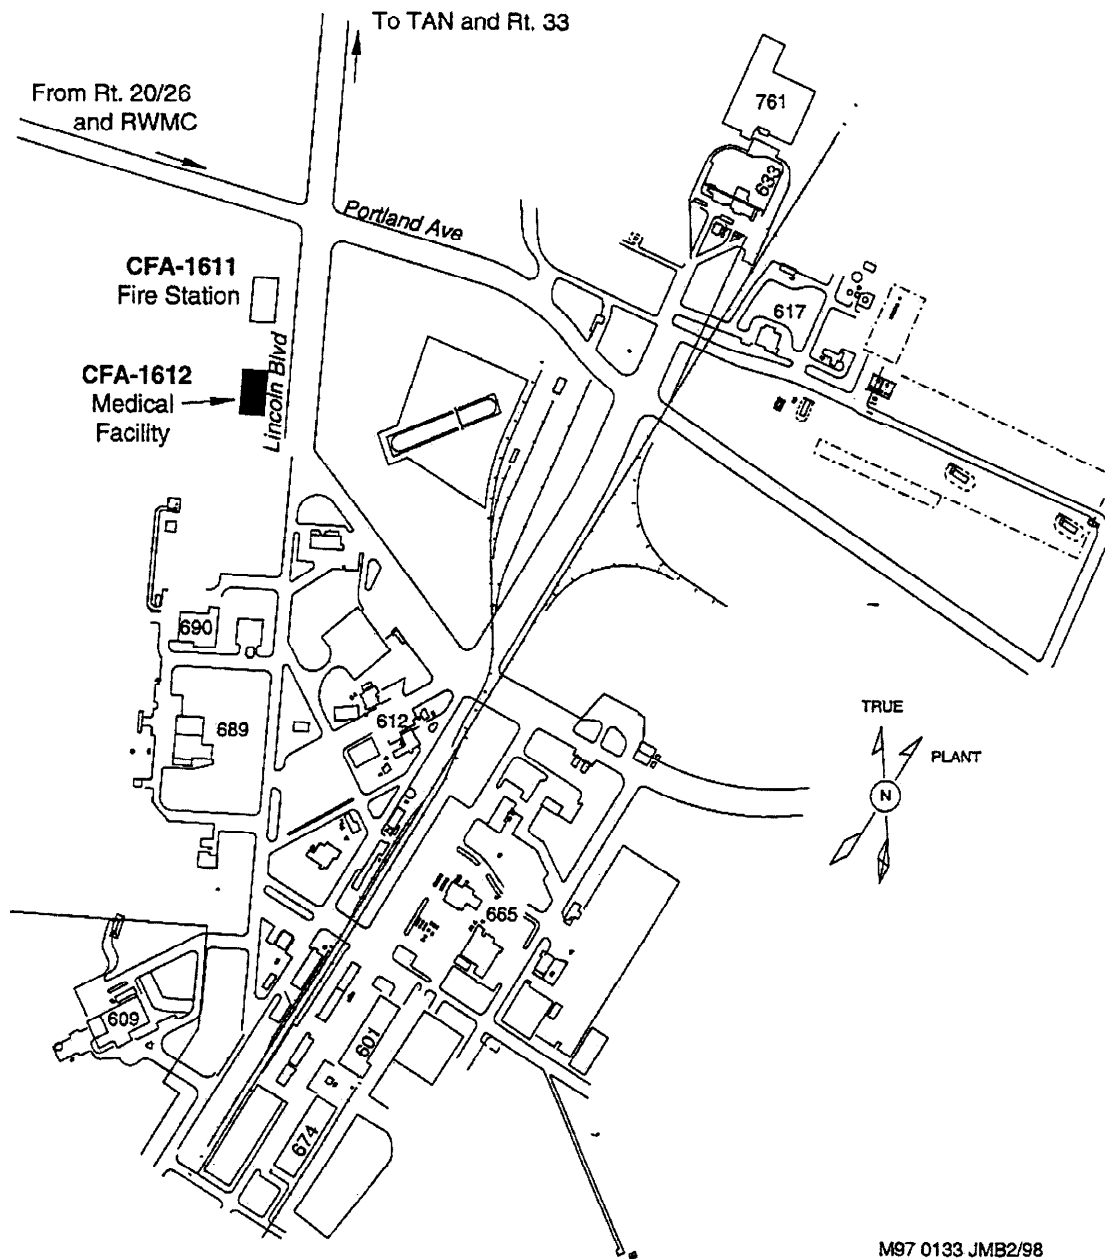 To TAN and Rt. 33
From Rt. 20/26
and RWMC
761
633
Portland Ave
CFA-1611
Fire Station
617
CFA-1612
Medical
Facility
Lincoln Blvd
690
612
689
TRUE
PLANT
N
665
609
601
674
M97 0133 JMB2/98